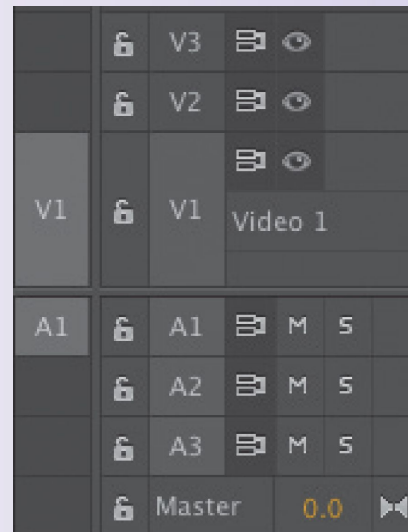 V3
V2
V1 V1 Video 1
A1 A1 M S
A2 M S
A3 M S
Master 0.0